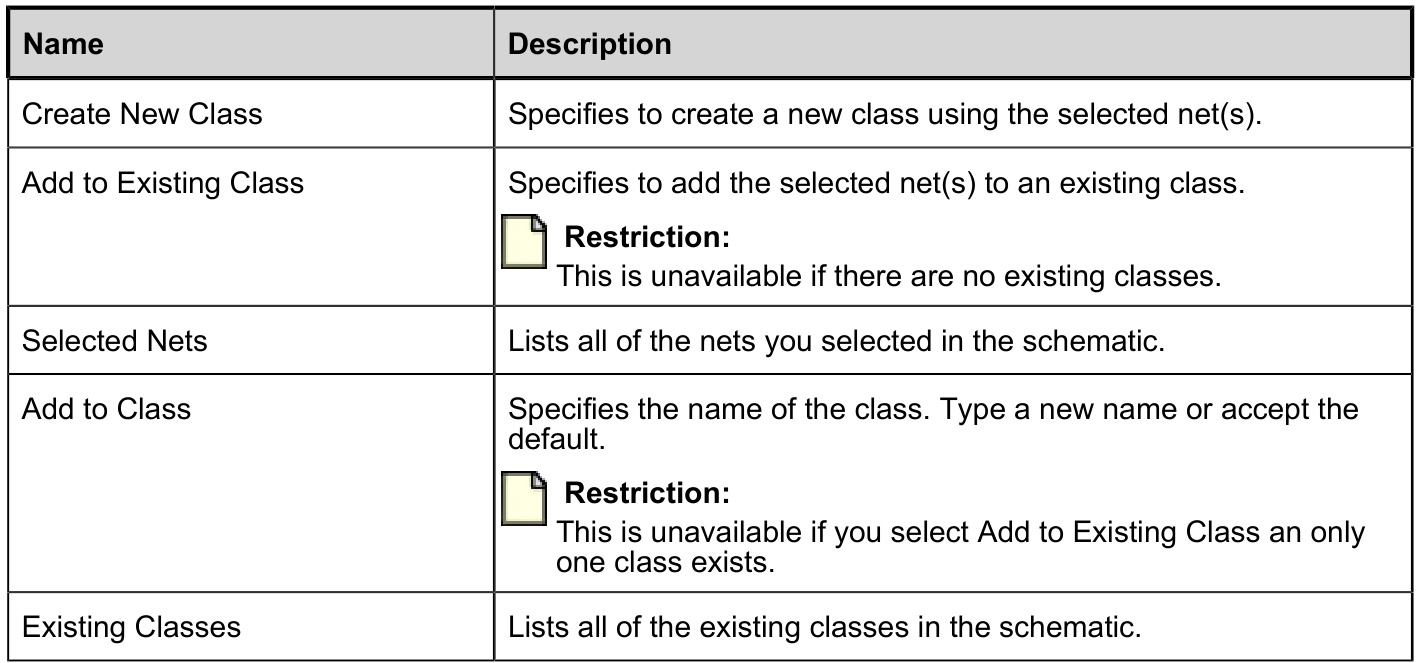 Name
Description
Create New Class
Specifies to create a new class using the selected net(s).
Add to Existing Class
Specifies to add the selected net(s) to an existing class.
Restriction:
This is unavailable if there are no existing classes.
Selected Nets
Lists all of the nets you selected in the schematic.
Add to Class
Specifies the name of the class. Type a new name or accept the
default.
Restriction:
This is unavailable if you select Add to Existing Class an only
one class exists.
Existing Classes
Lists all of the existing classes in the schematic.